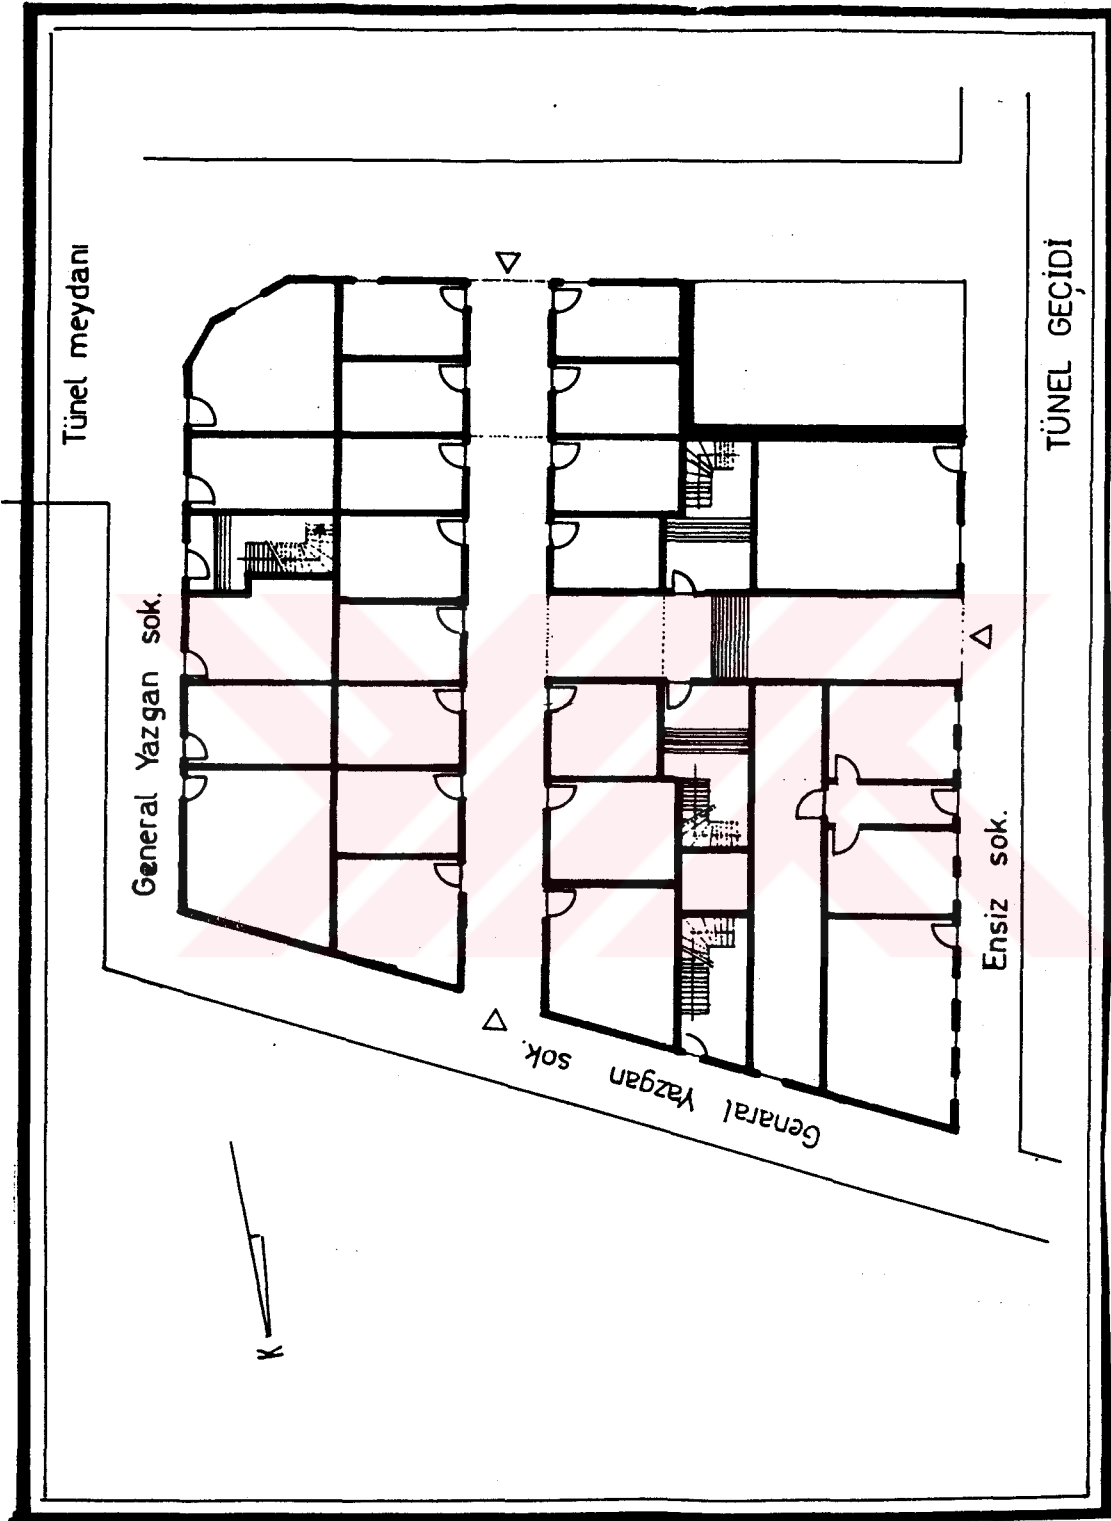 Tünel meydanı
TÜNEL GEÇİDİ
General Yazgan sok.
Ensiz sok.
Genaral Yazgan sok.
K